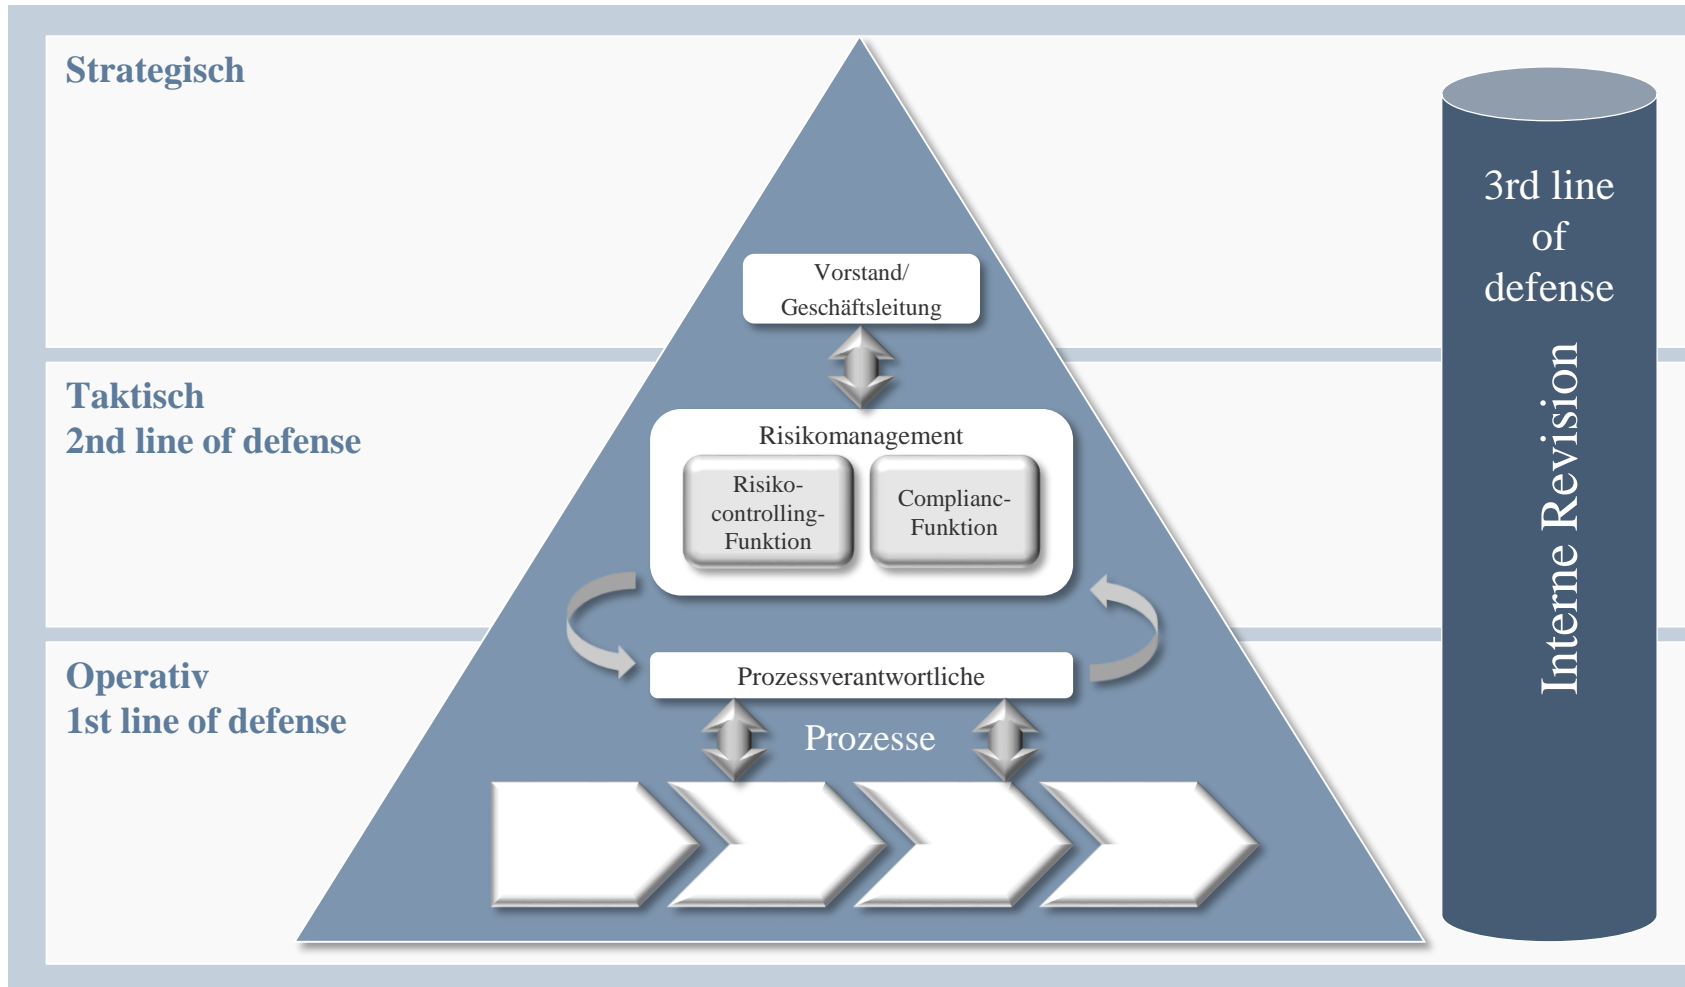 Strategisch
Vorstand/
Geschäftsleitung
Taktisch
2nd line of defense
Risikomanagement
Risiko-
controlling-
Funktion
Complianc-
Funktion
Operativ
1st line of defense
Prozessverantwortliche
Prozesse
3rd line
of
defense
Interne Revision